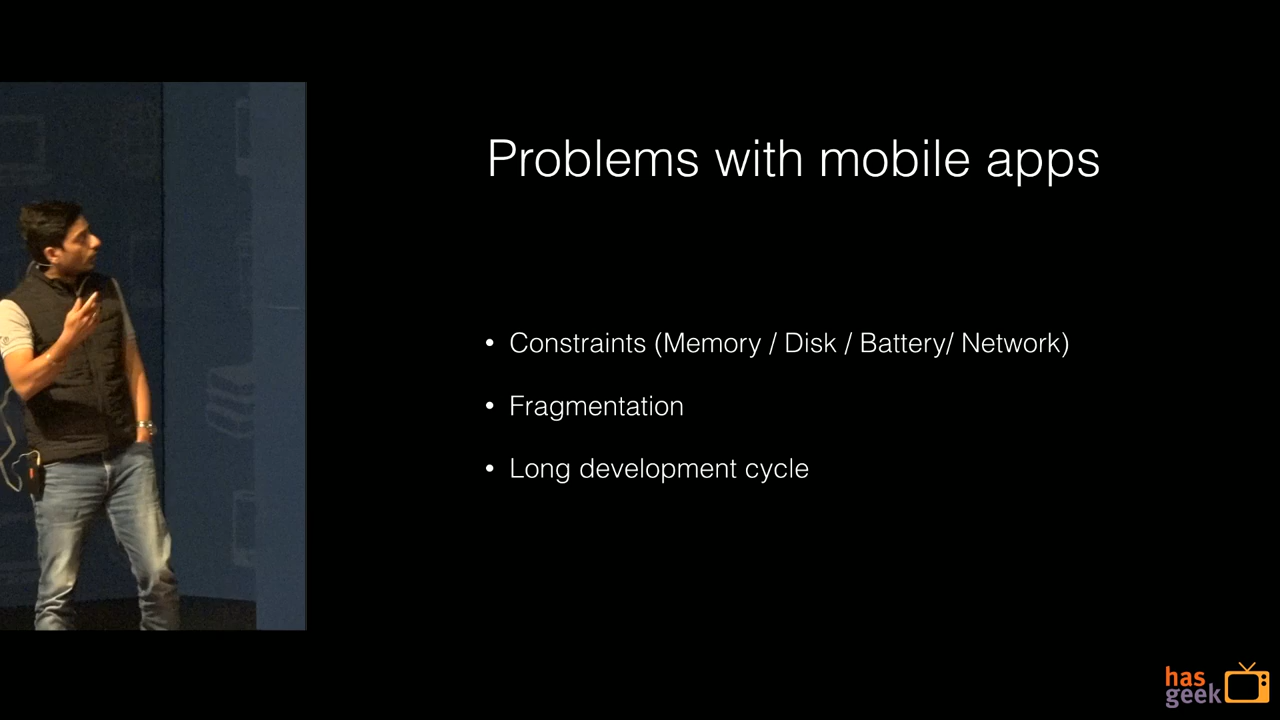 Problems with mobile apps
• Constraints (Memory / Disk / Battery/ Network)
• Fragmentation
• Long development cycle
has
geek